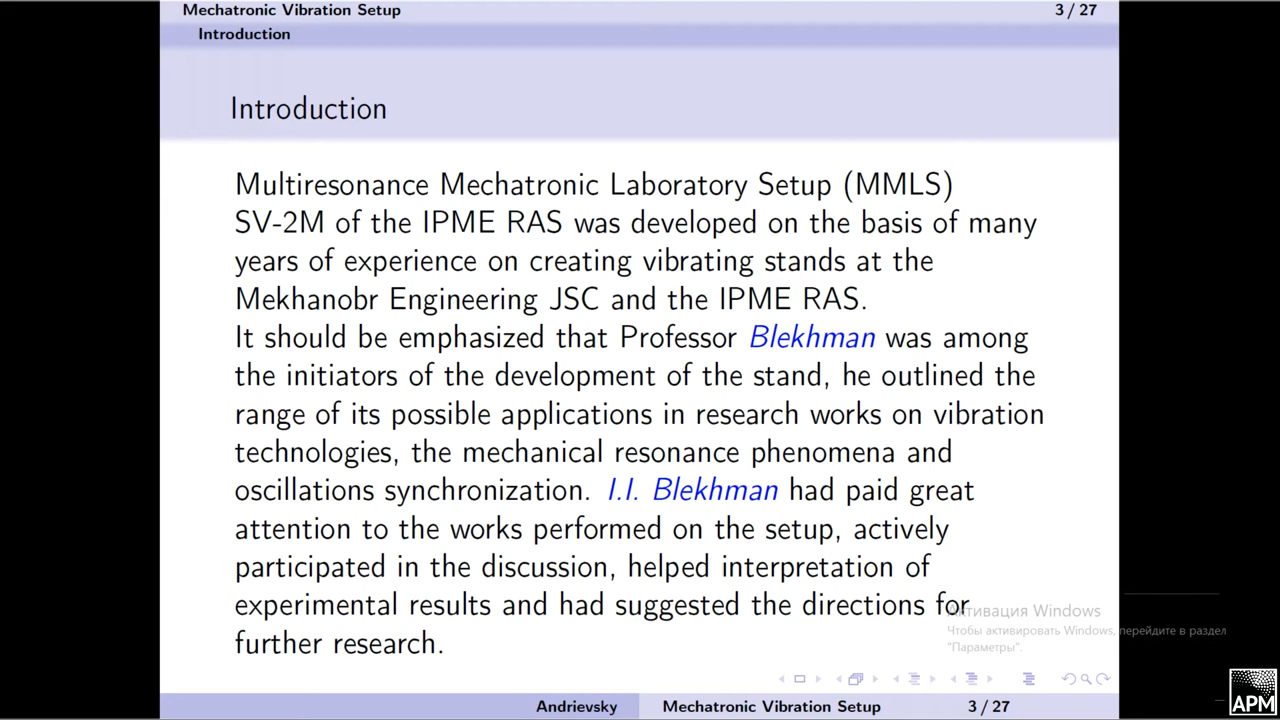 Mechatronic Vibration Setup 3 / 27
Introduction
Introduction
Multiresonance Mechatronic Laboratory Setup (MMLS)
SV-2M of the IPME RAS was developed on the basis of many
years of experience on creating vibrating stands at the
Mekhanobr Engineering JSC and the IPME RAS.
It should be emphasized that Professor Blekhman was among
the initiators of the development of the stand, he outlined the
range of its possible applications in research works on vibration
technologies, the mechanical resonance phenomena and
oscillations synchronization. I.I. Blekhman had paid great
attention to the works performed on the setup, actively
participated in the discussion, helped interpretation of
experimental results and had suggested the directions for
further research.
Активация Windows
Чтобы активировать Windows, перейдите в раздел
"Параметры".
Andrievsky Mechatronic Vibration Setup 3 / 27
APM